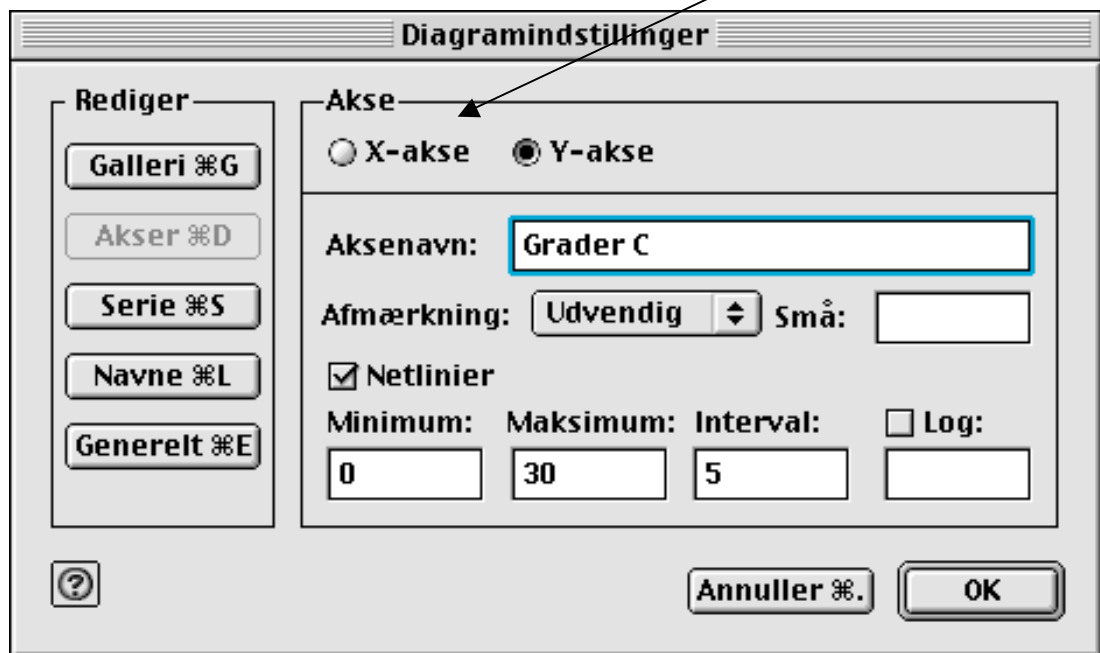 Diagramindstillinger
Rediger
Galleri ⌘G
Akser ⌘D
Serie ⌘S
Navne ⌘L
Generelt ⌘E
Akse
X-akse Y-akse
Aksenavn: Grader C
Afmærkning: Udvendig Små:
Netlinier
Minimum: Maksimum: Interval: Log:
0 30 5
?
Annuller ⌘. OK